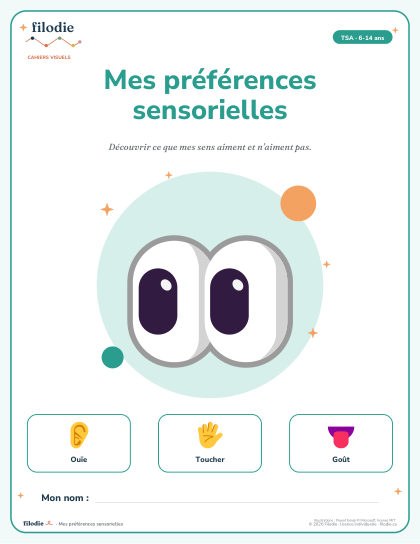 filodie
CAHIERS VISUELS
TSA · 6-14 ans
Mes préférences
sensorielles
Découvrir ce que mes sens aiment et n'aiment pas.
Ouïe
Toucher
Goût
Mon nom :
filodie · Mes préférences sensorielles